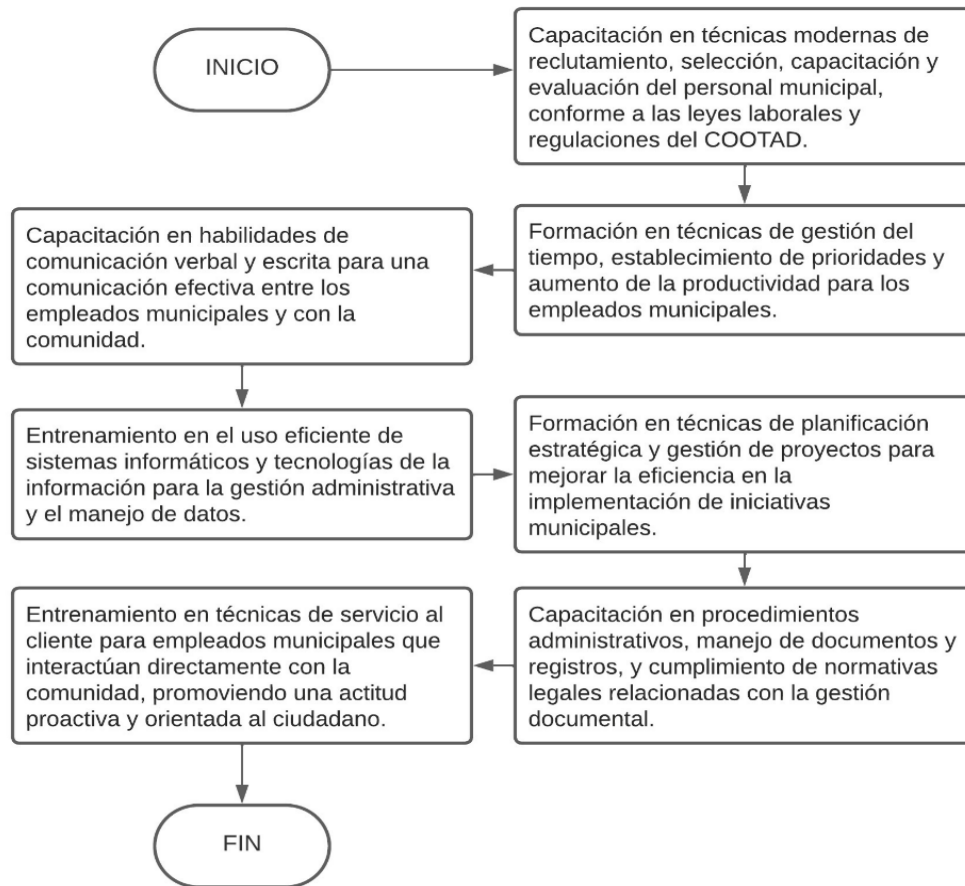 INICIO
Capacitación en técnicas modernas de
reclutamiento, selección, capacitación y
evaluación del personal municipal,
conforme a las leyes laborales y
regulaciones del COOTAD.
Formación en técnicas de gestión del
tiempo, establecimiento de prioridades y
aumento de la productividad para los
empleados municipales.
Capacitación en habilidades de
comunicación verbal y escrita para una
comunicación efectiva entre los
empleados municipales y con la
comunidad.
Entrenamiento en el uso eficiente de
sistemas informáticos y tecnologías de la
información para la gestión administrativa
y el manejo de datos.
Formación en técnicas de planificación
estratégica y gestión de proyectos para
mejorar la eficiencia en la
implementación de iniciativas
municipales.
Capacitación en procedimientos
administrativos, manejo de documentos y
registros, y cumplimiento de normativas
legales relacionadas con la gestión
documental.
Entrenamiento en técnicas de servicio al
cliente para empleados municipales que
interactúan directamente con la
comunidad, promoviendo una actitud
proactiva y orientada al ciudadano.
FIN